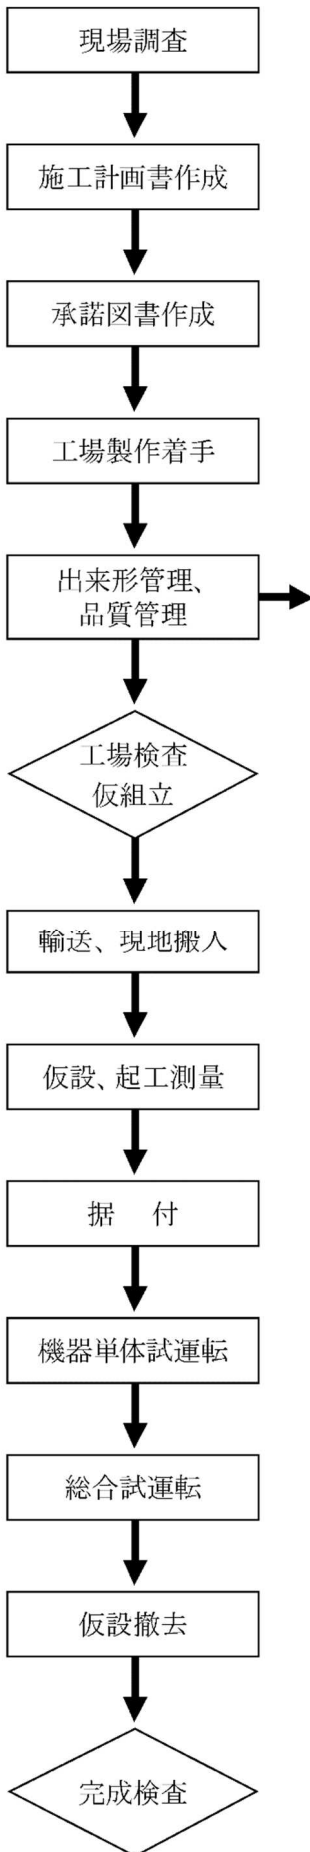 現場調査
施工計画書作成
承諾図書作成
工場製作着手
出来形管理、
品質管理
工場検査
仮組立
輸送、現地搬人
仮設、起工測量
据　付
機器単体試運転
総合試運転
仮設撤去
完成検査